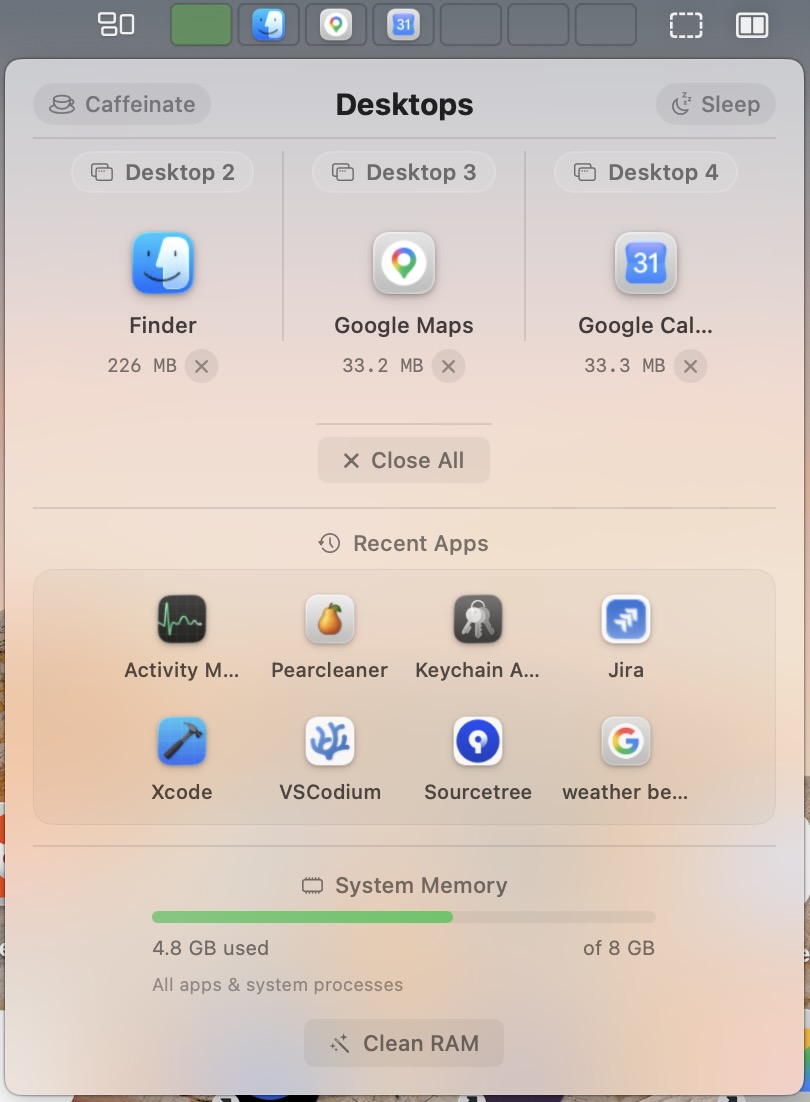 31
Caffeinate
Desktops
Sleep
Desktop 2
Desktop 3
Desktop 4
31
Finder
Google Maps
Google Cal...
226 MB
33.2 MB
33.3 MB
Close All
Recent Apps
Activity M...
Pearcleaner
Keychain A...
Jira
Xcode
VSCodium
Sourcetree
weather be...
System Memory
4.8 GB used
of 8 GB
All apps & system processes
Clean RAM